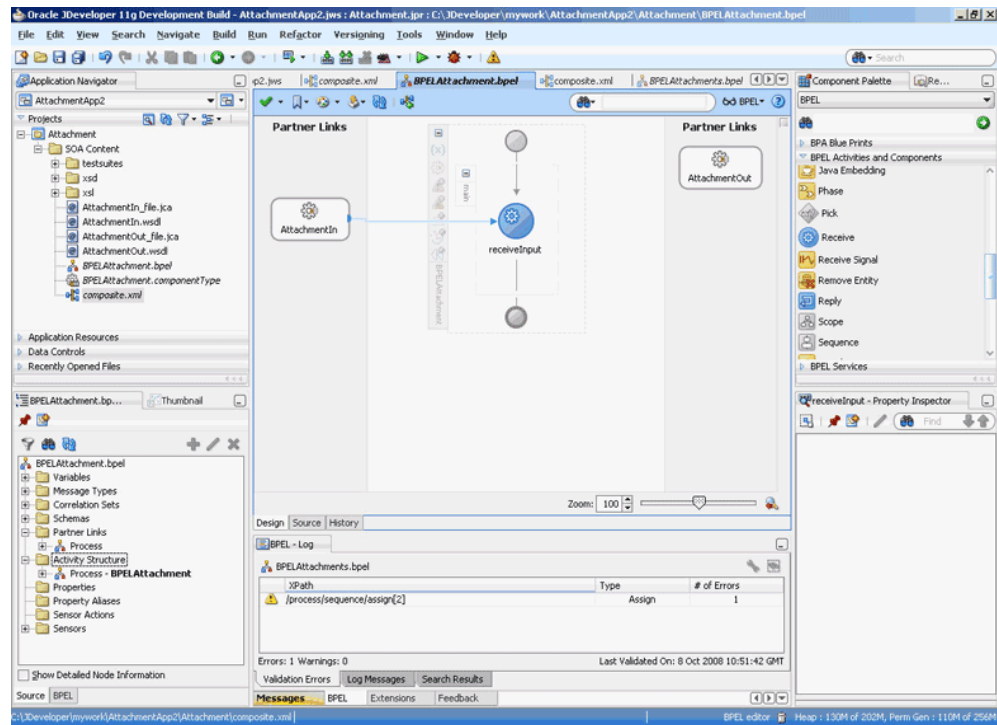 Oracle JDeveloper 11g Development Build - AttachmentApp2.jws : Attachment.jpr : C:\JDeveloper\mywork\AttachmentApp2\Attachment\BPELAttachment.bpel
File Edit View Search Navigate Build Run Refactor Versioning Tools Window Help
Search
Application Navigator
AttachmentApp2
Projects
Attachment
SOA Content
testsuites
xsd
xsl
AttachmentIn_file.jca
AttachmentIn.wsdl
AttachmentOut_file.jca
AttachmentOut.wsdl
BPELAttachment.bpel
BPELAttachment.componentType
composite.xml
Application Resources
Data Controls
Recently Opened Files
BPELAttachment.bp...
Thumbnail
BPELAttachment.bpel
Variables
Message Types
Correlation Sets
Schemas
Partner Links
Process
Activity Structure
Process - BPELAttachment
Properties
Property Aliases
Sensor Actions
Sensors
Show Detailed Node Information
Source BPEL
p2.jws composite.xml BPELAttachment.bpel composite.xml BPELAttachments.bpel
BPEL
Partner Links
Partner Links
(x)
main
AttachmentIn
receiveInput
AttachmentOut
BPELAttachment
Zoom: 100
Design Source History
BPEL - Log
BPELAttachments.bpel
XPath Type # of Errors
/process/sequence/assign[2] Assign 1
Errors: 1 Warnings: 0 Last Validated On: 8 Oct 2008 10:51:42 GMT
Validation Errors Log Messages Search Results
Messages BPEL Extensions Feedback
Component Palette Re...
BPEL
BPA Blue Prints
BPEL Activities and Components
Java Embedding
Phase
Pick
Receive
Receive Signal
Remove Entity
Reply
Scope
Sequence
BPEL Services
receiveInput - Property Inspector
Find
C:\JDeveloper\mywork\AttachmentApp2\Attachment\composite.xml
BPEL editor
Heap : 130M of 202M, Perm Gen : 110M of 256M